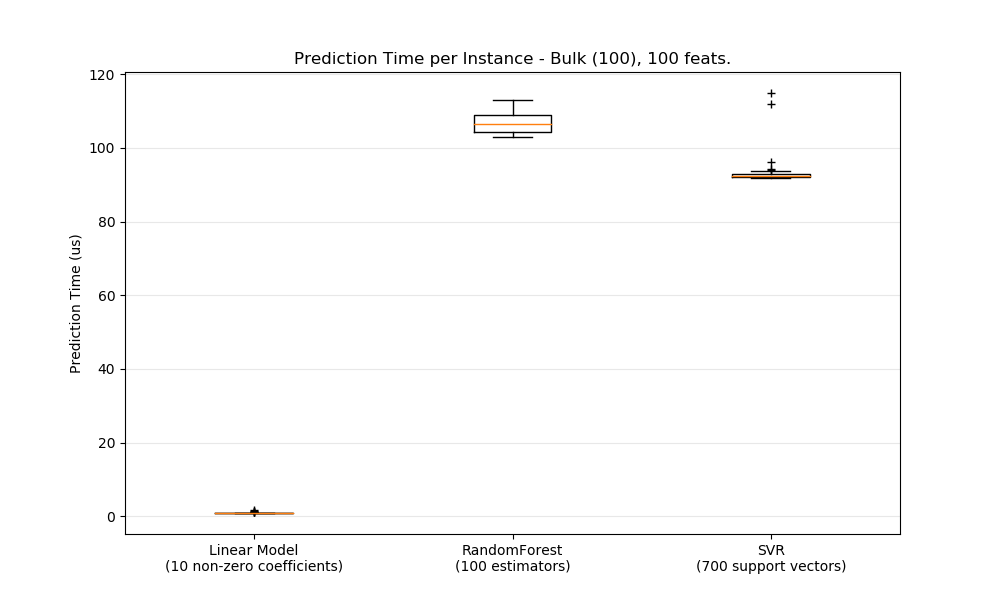 Prediction Time per Instance - Bulk (100), 100 feats.
120
100
80
60
40
20
0
Prediction Time (us)
Linear Model
(10 non-zero coefficients)
RandomForest
(100 estimators)
SVR
(700 support vectors)